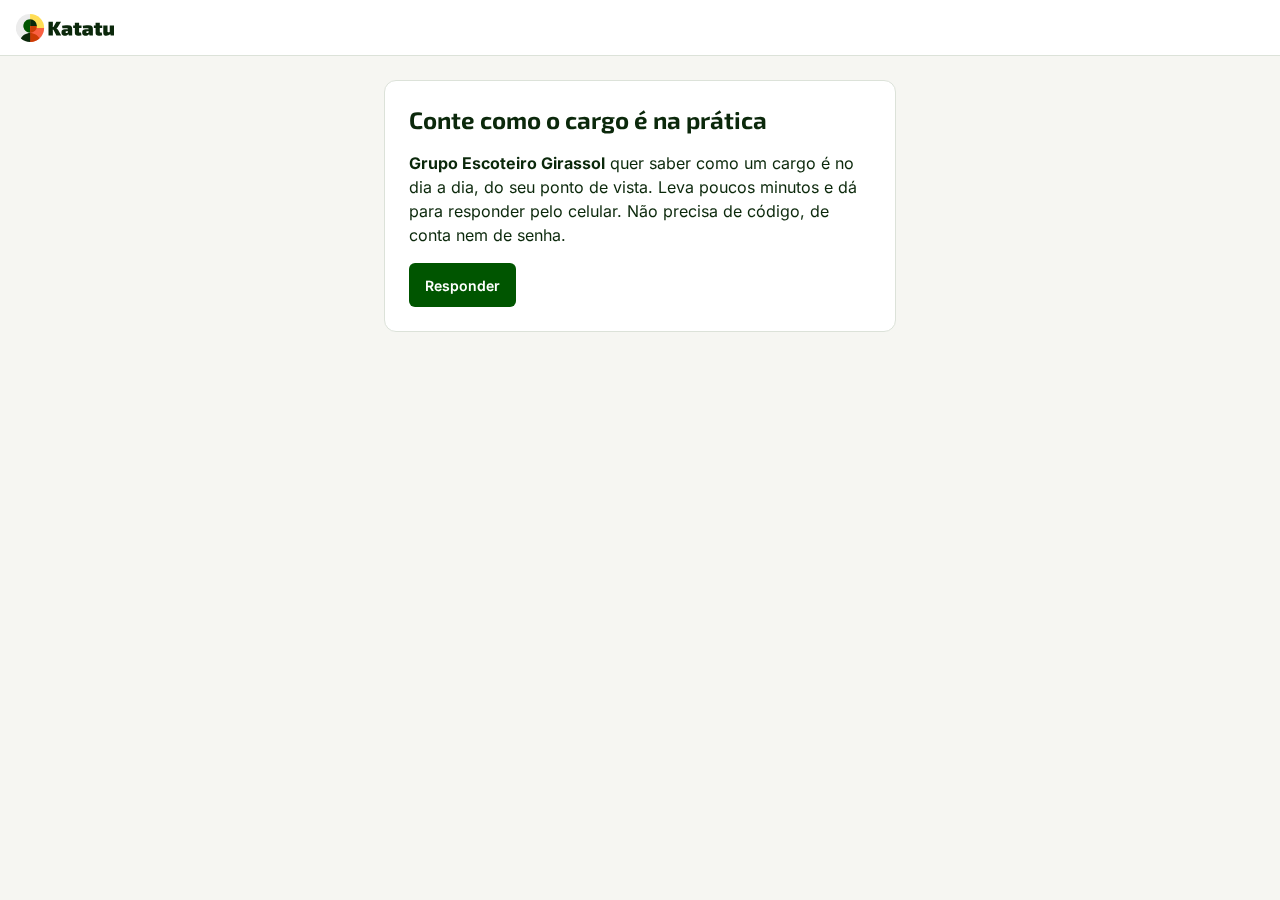 Katatu
Conte como o cargo é na prática
Grupo Escoteiro Girassol quer saber como um cargo é no
dia a dia, do seu ponto de vista. Leva poucos minutos e dá
para responder pelo celular. Não precisa de código, de
conta nem de senha.
Responder